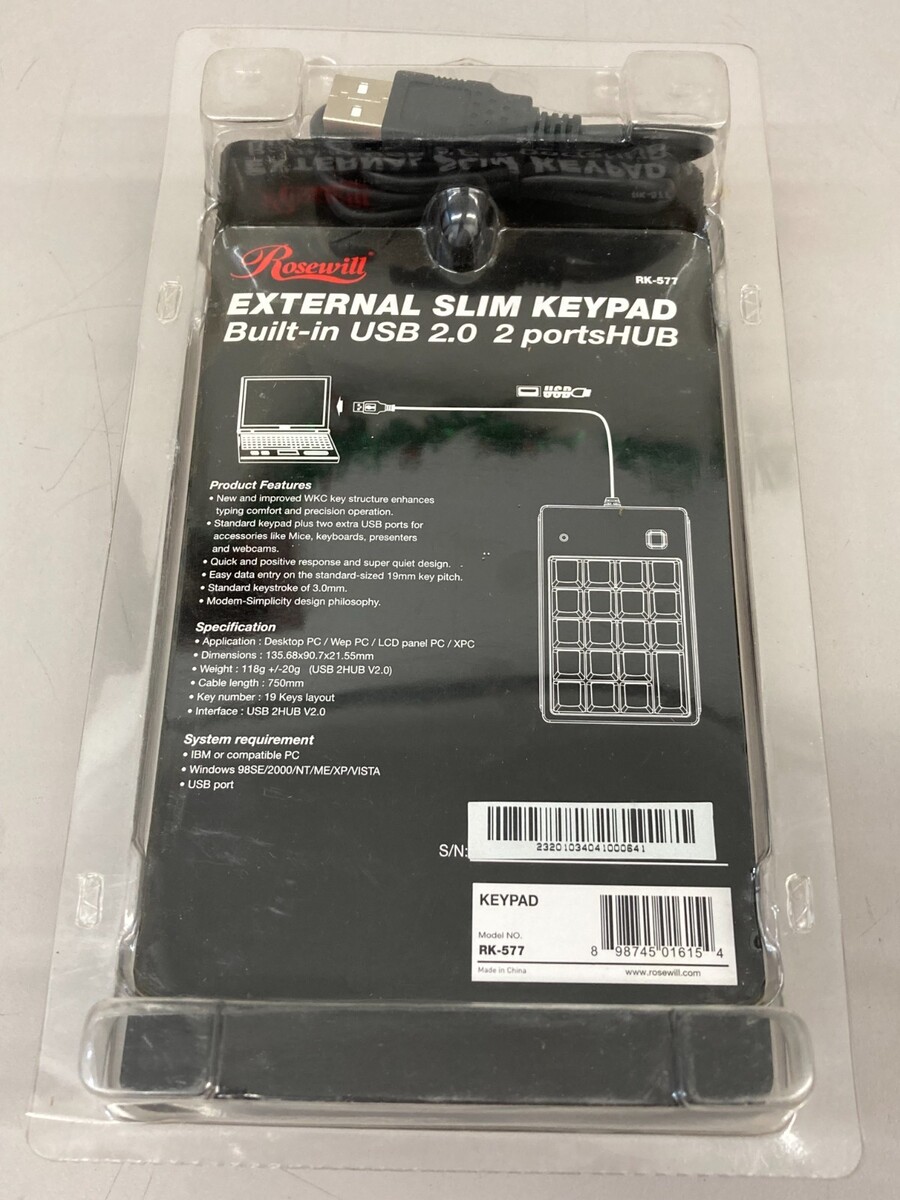 Rosewill
RK-577
EXTERNAL SLIM KEYPAD
Built-in USB 2.0 2 portsHUB
USB
Product Features
• New and improved WKC key structure enhances
typing comfort and precision operation.
• Standard keypad plus two extra USB ports for
accessories like Mice, keyboards, presenters
and webcams.
• Quick and positive response and super quiet design.
• Easy data entry on the standard-sized 19mm key pitch.
• Standard keystroke of 3.0mm.
• Modern-Simplicity design philosophy.
Specification
• Application : Desktop PC / Wep PC / LCD panel PC / XPC
• Dimensions : 135.68x90.7x21.55mm
• Weight : 118g +/-20g (USB 2HUB V2.0)
• Cable length : 750mm
• Key number : 19 Keys layout
• Interface : USB 2HUB V2.0
System requirement
• IBM or compatible PC
• Windows 98SE/2000/NT/ME/XP/VISTA
• USB port
S/N:
23201034041000641
KEYPAD
Model NO.
RK-577
Made in China
8 98745 01615 4
www.rosewill.com